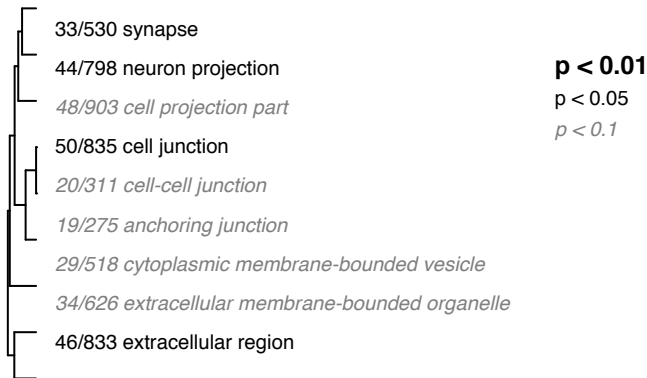 33/530 synapse
44/798 neuron projection
48/903 cell projection part
50/835 cell junction
20/311 cell-cell junction
19/275 anchoring junction
29/518 cytoplasmic membrane-bounded vesicle
34/626 extracellular membrane-bounded organelle
46/833 extracellular region
p < 0.01
p < 0.05
p < 0.1